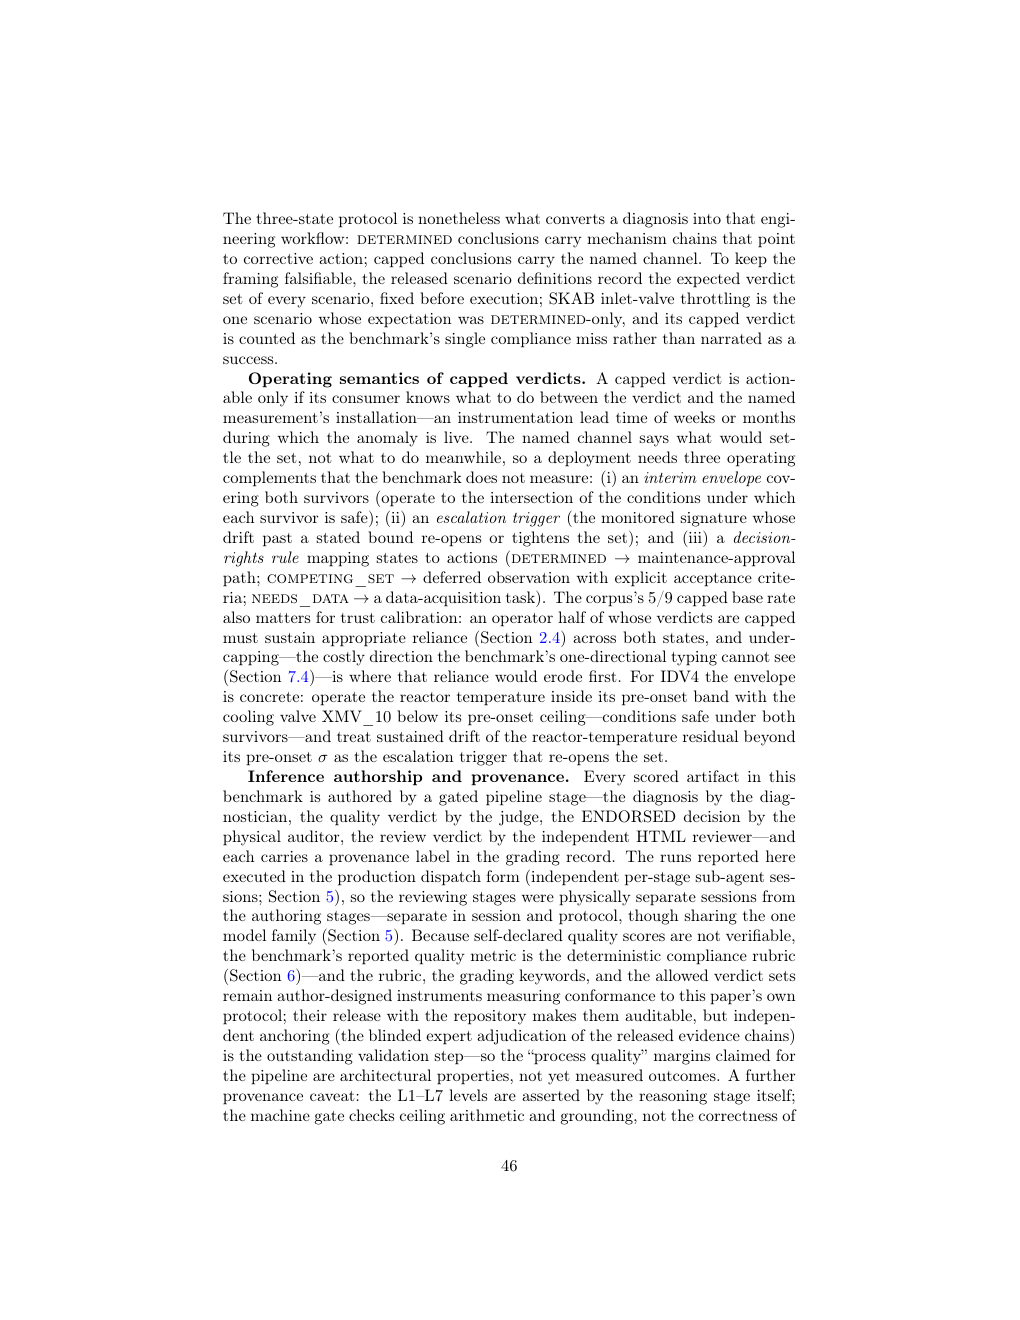 The three-state protocol is nonetheless what converts a diagnosis into that engi-
neering workflow: DETERMINED conclusions carry mechanism chains that point
to corrective action; capped conclusions carry the named channel. To keep the
framing falsifiable, the released scenario definitions record the expected verdict
set of every scenario, fixed before execution; SKAB inlet-valve throttling is the
one scenario whose expectation was DETERMINED-only, and its capped verdict
is counted as the benchmark's single compliance miss rather than narrated as a
success.
Operating semantics of capped verdicts. A capped verdict is action-
able only if its consumer knows what to do between the verdict and the named
measurement's installation—an instrumentation lead time of weeks or months
during which the anomaly is live. The named channel says what would set-
tle the set, not what to do meanwhile, so a deployment needs three operating
complements that the benchmark does not measure: (i) an interim envelope cov-
ering both survivors (operate to the intersection of the conditions under which
each survivor is safe); (ii) an escalation trigger (the monitored signature whose
drift past a stated bound re-opens or tightens the set); and (iii) a decision-
rights rule mapping states to actions (DETERMINED → maintenance-approval
path; COMPETING_SET → deferred observation with explicit acceptance crite-
ria; NEEDS_DATA → a data-acquisition task). The corpus's 5/9 capped base rate
also matters for trust calibration: an operator half of whose verdicts are capped
must sustain appropriate reliance (Section 2.4) across both states, and under-
capping—the costly direction the benchmark's one-directional typing cannot see
(Section 7.4)—is where that reliance would erode first. For IDV4 the envelope
is concrete: operate the reactor temperature inside its pre-onset band with the
cooling valve XMV_10 below its pre-onset ceiling—conditions safe under both
survivors—and treat sustained drift of the reactor-temperature residual beyond
its pre-onset σ as the escalation trigger that re-opens the set.
Inference authorship and provenance. Every scored artifact in this
benchmark is authored by a gated pipeline stage—the diagnosis by the diag-
nostician, the quality verdict by the judge, the ENDORSED decision by the
physical auditor, the review verdict by the independent HTML reviewer—and
each carries a provenance label in the grading record. The runs reported here
executed in the production dispatch form (independent per-stage sub-agent ses-
sions; Section 5), so the reviewing stages were physically separate sessions from
the authoring stages—separate in session and protocol, though sharing the one
model family (Section 5). Because self-declared quality scores are not verifiable,
the benchmark's reported quality metric is the deterministic compliance rubric
(Section 6)—and the rubric, the grading keywords, and the allowed verdict sets
remain author-designed instruments measuring conformance to this paper's own
protocol; their release with the repository makes them auditable, but indepen-
dent anchoring (the blinded expert adjudication of the released evidence chains)
is the outstanding validation step—so the “process quality” margins claimed for
the pipeline are architectural properties, not yet measured outcomes. A further
provenance caveat: the L1–L7 levels are asserted by the reasoning stage itself;
the machine gate checks ceiling arithmetic and grounding, not the correctness of
46